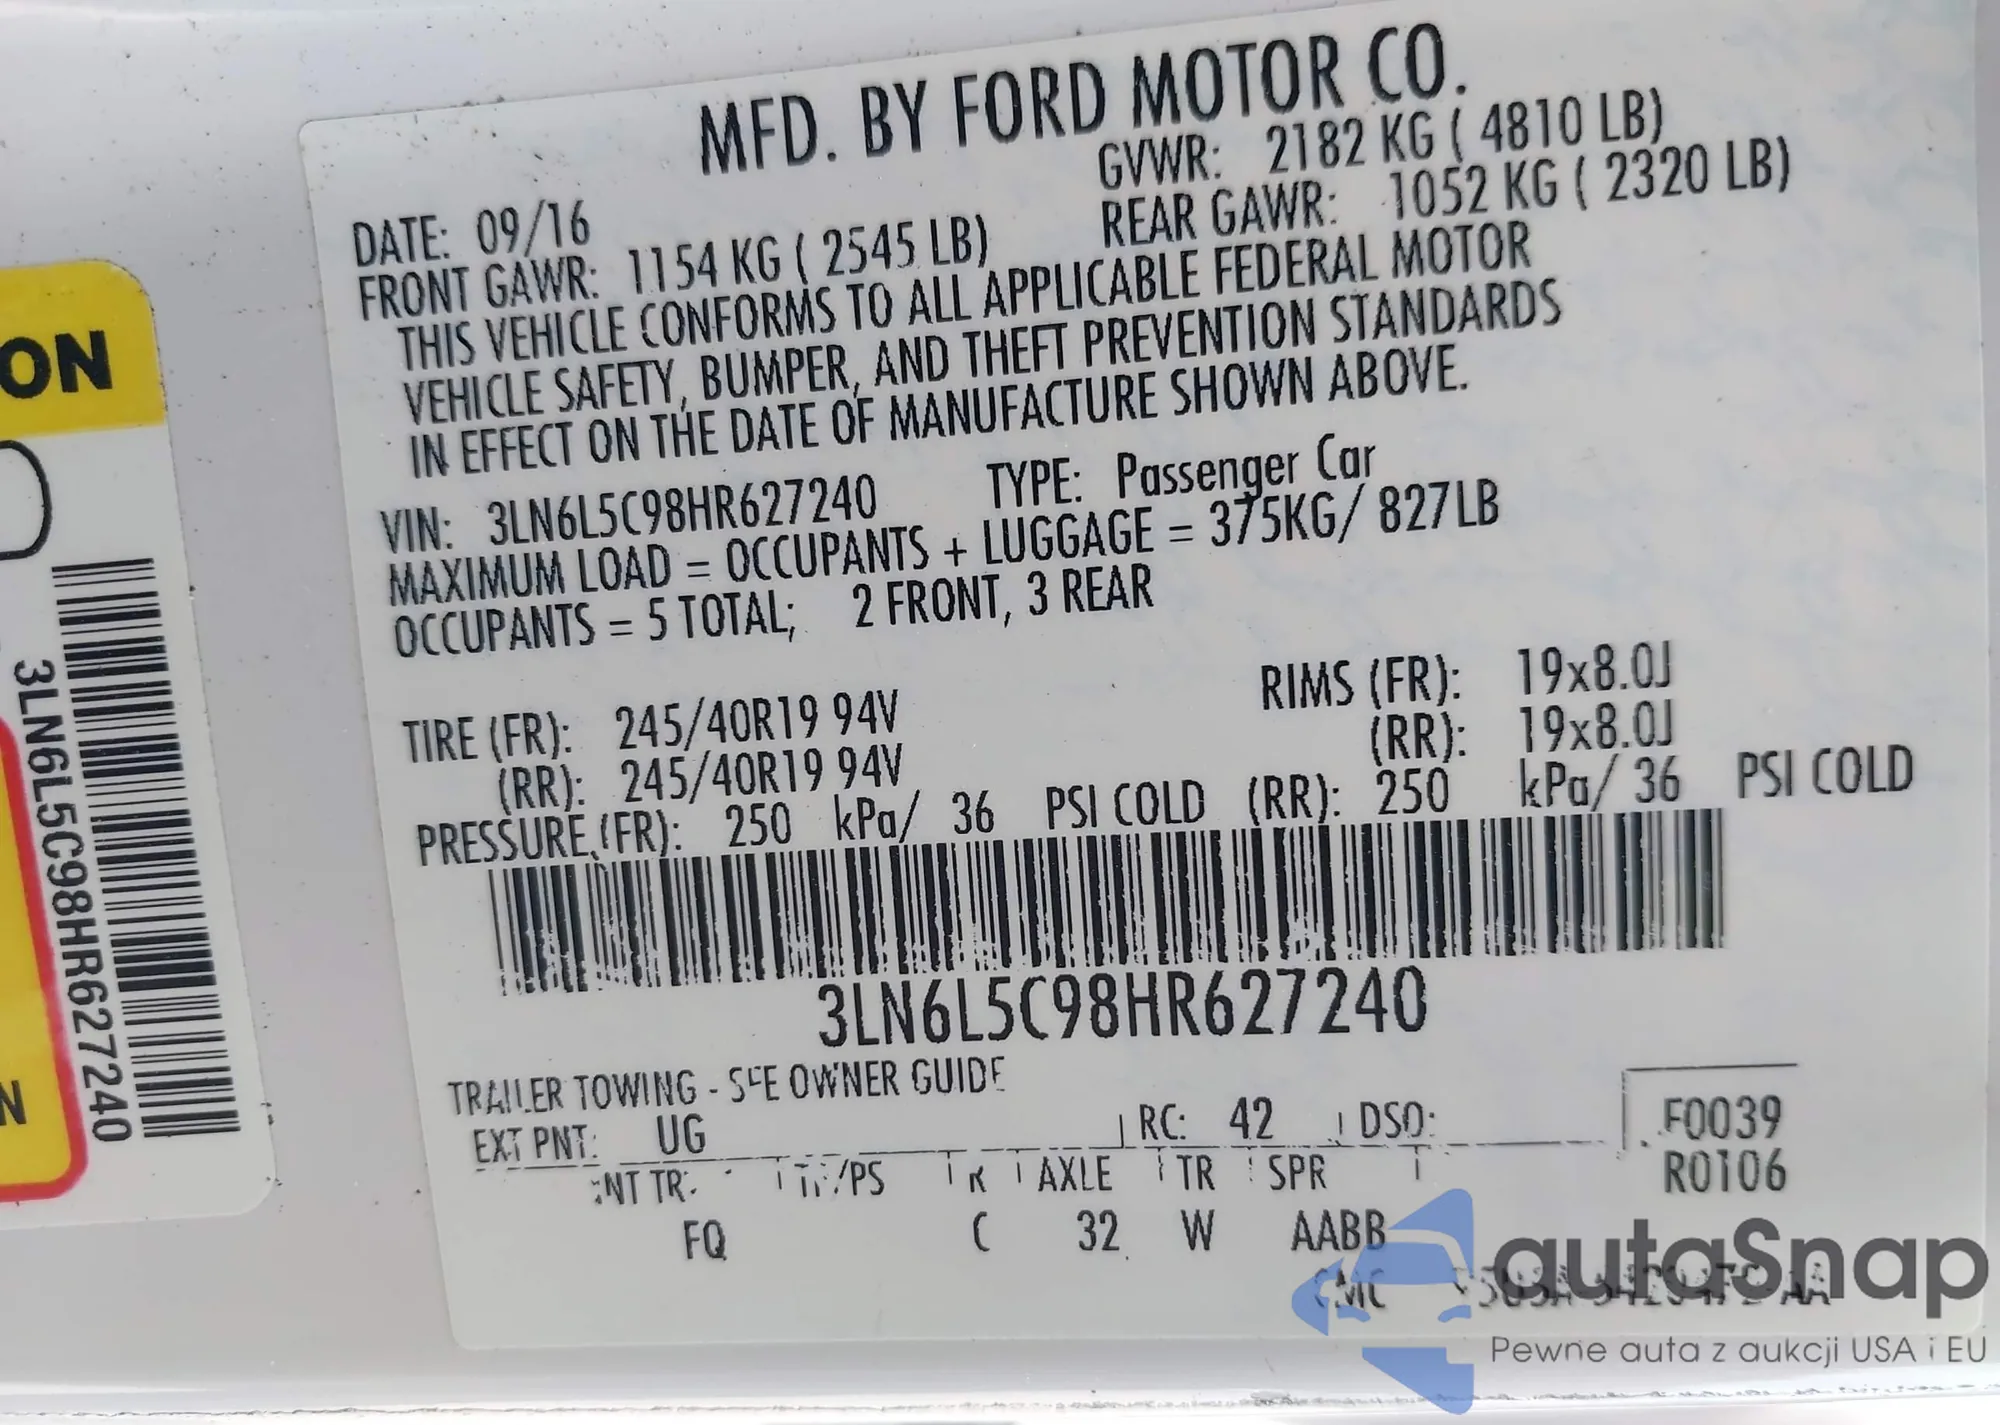 MFD. BY FORD MOTOR CO.
DATE: 09/16 GVWR: 2182 KG ( 4810 LB)
FRONT GAWR: 1154 KG ( 2545 LB) REAR GAWR: 1052 KG ( 2320 LB)
THIS VEHICLE CONFORMS TO ALL APPLICABLE FEDERAL MOTOR
VEHICLE SAFETY, BUMPER, AND THEFT PREVENTION STANDARDS
IN EFFECT ON THE DATE OF MANUFACTURE SHOWN ABOVE.
VIN: 3LN6L5C98HR627240 TYPE: Passenger Car
MAXIMUM LOAD = OCCUPANTS + LUGGAGE = 375KG/ 827LB
OCCUPANTS = 5 TOTAL; 2 FRONT, 3 REAR
TIRE (FR): 245/40R19 94V RIMS (FR): 19x8.0J
(RR): 245/40R19 94V (RR): 19x8.0J
PRESSURE (FR): 250 kPa/ 36 PSI COLD (RR): 250 kPa/ 36 PSI COLD
3LN6L5C98HR627240
TRAILER TOWING - SEE OWNER GUIDE
EXT PNT: UG RC: 42 DSO: F0039
INT TR: TP/PS R AXLE TR SPR R0106
FQ C 32 W AABB
ON
3LN6L5C98HR627240
N
autaSnap
Pewne auta z aukcji USA i EU